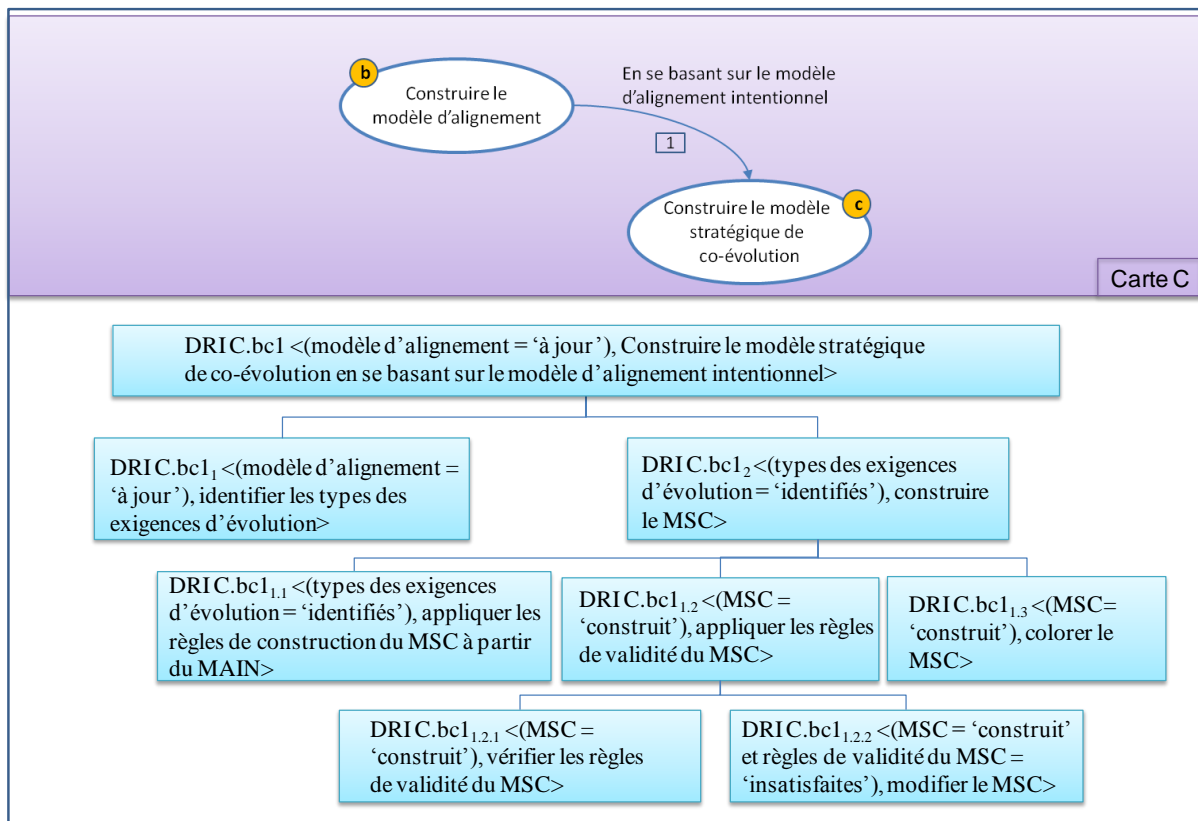 b
Construire le
modèle d'alignement
En se basant sur le modèle
d'alignement intentionnel
1
c
Construire le modèle
stratégique de
co-évolution
Carte C
DRIC.bc1 <(modèle d'alignement = 'à jour'), Construire le modèle stratégique
de co-évolution en se basant sur le modèle d'alignement intentionnel>
DRIC.bc1₁ <(modèle d'alignement =
'à jour'), identifier les types des
exigences d'évolution>
DRIC.bc1₂ <(types des exigences
d'évolution = 'identifiés'), construire
le MSC>
DRIC.bc1₁.₁ <(types des exigences
d'évolution = 'identifiés'), appliquer les
règles de construction du MSC à partir
du MAIN>
DRIC.bc1₁.₂ <(MSC =
'construit'), appliquer les règles
de validité du MSC>
DRIC.bc1₁.₃ <(MSC=
'construit'), colorer le
MSC>
DRIC.bc1₁.₂.₁ <(MSC =
'construit'), vérifier les règles
de validité du MSC>
DRIC.bc1₁.₂.₂ <(MSC = 'construit'
et règles de validité du MSC =
'insatisfaites'), modifier le MSC>